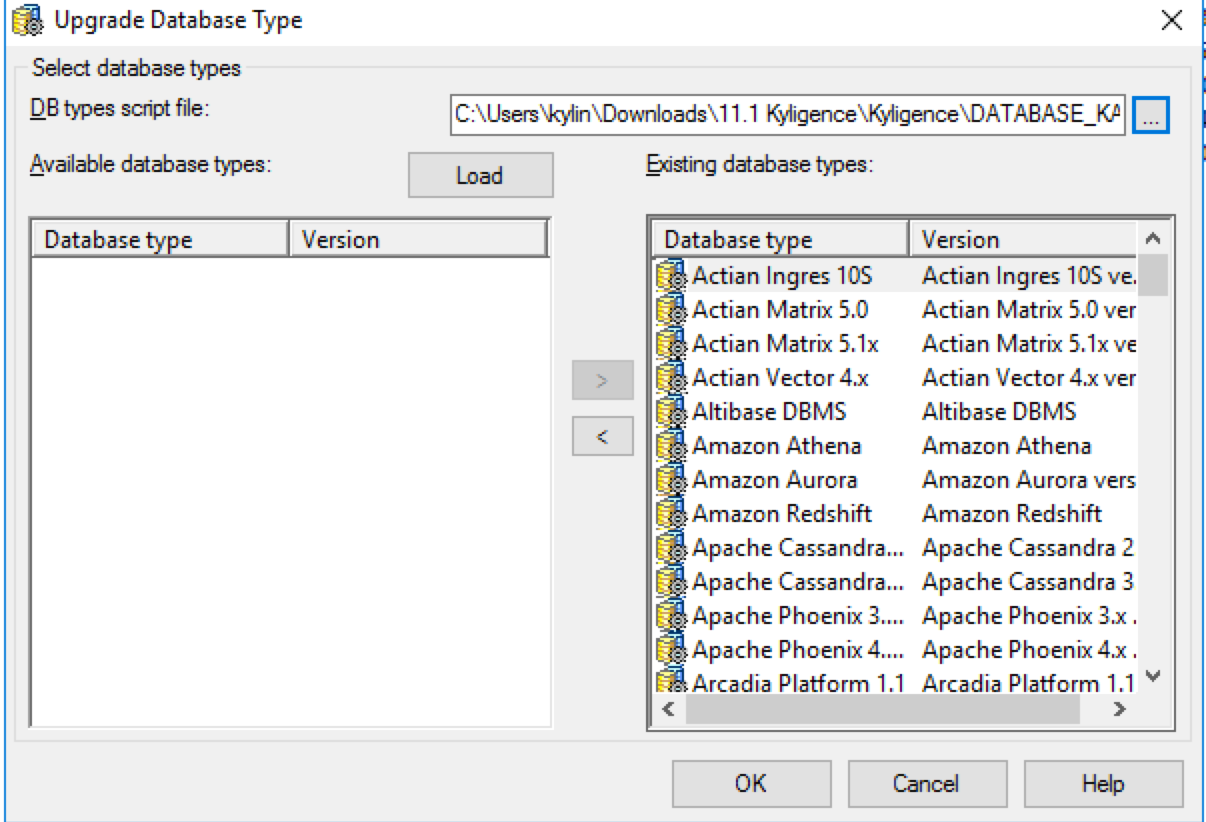 Upgrade Database Type
Select database types
DB types script file:
C:\Users\kylin\Downloads\11.1 Kyligence\Kyligence\DATABASE_KA
...
Available database types:
Load
Existing database types:
Database type Version
Database type Version
Actian Ingres 10S Actian Ingres 10S ve.
Actian Matrix 5.0 Actian Matrix 5.0 ver
Actian Matrix 5.1x Actian Matrix 5.1x ve
Actian Vector 4.x Actian Vector 4.x ver
>
Altibase DBMS Altibase DBMS
<
Amazon Athena Amazon Athena
Amazon Aurora Amazon Aurora vers
Amazon Redshift Amazon Redshift
Apache Cassandra... Apache Cassandra 2
Apache Cassandra... Apache Cassandra 3
Apache Phoenix 3.... Apache Phoenix 3.x .
Apache Phoenix 4.... Apache Phoenix 4.x .
Arcadia Platform 1.1 Arcadia Platform 1.1
OK
Cancel
Help